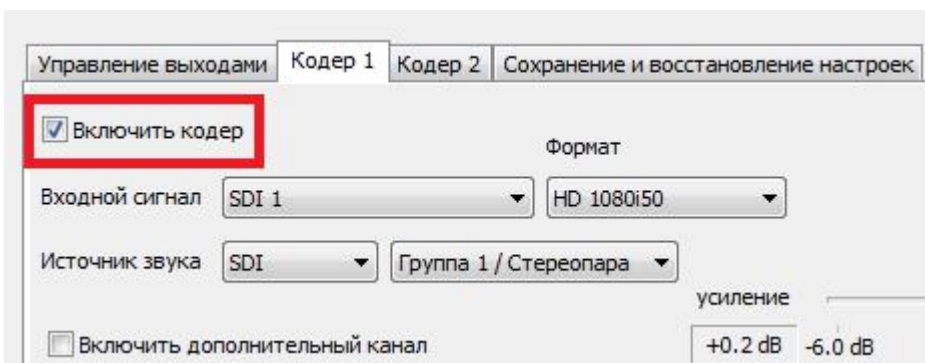 Управление выходами Кодер 1 Кодер 2 Сохранение и восстановление настроек
Включить кодер
Формат
Входной сигнал SDI 1 HD 1080i50
Источник звука SDI Группа 1 / Стереопара
усиление
Включить дополнительный канал +0.2 dB -6.0 dB